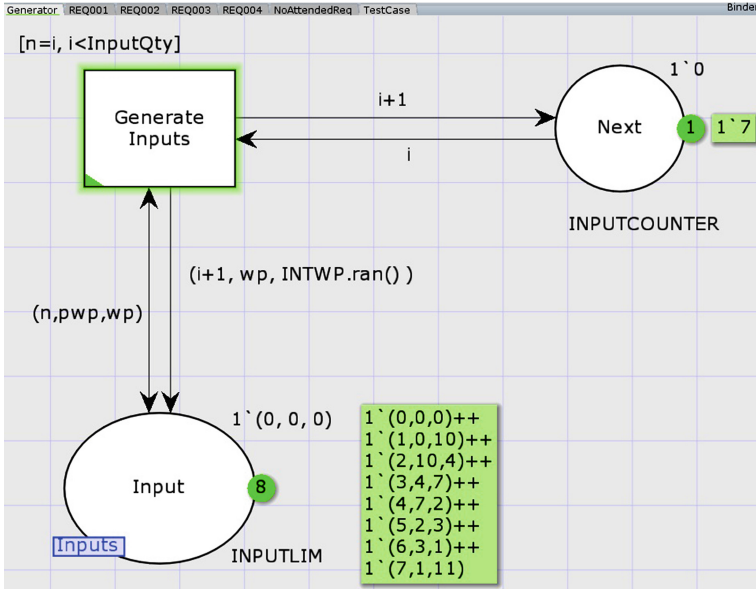 Generator REQ001 REQ002 REQ003 REQ004 NoAttendedReq TestCase Binder
[n=i, i<InputQty]
1`0
Generate
Inputs
i+1
Next
1
1`7
i
INPUTCOUNTER
(i+1, wp, INTWP.ran() )
(n,pwp,wp)
1`(0, 0, 0)
1`(0,0,0)++
1`(1,0,10)++
1`(2,10,4)++
1`(3,4,7)++
1`(4,7,2)++
1`(5,2,3)++
1`(6,3,1)++
1`(7,1,11)
Input
8
Inputs
INPUTLIM